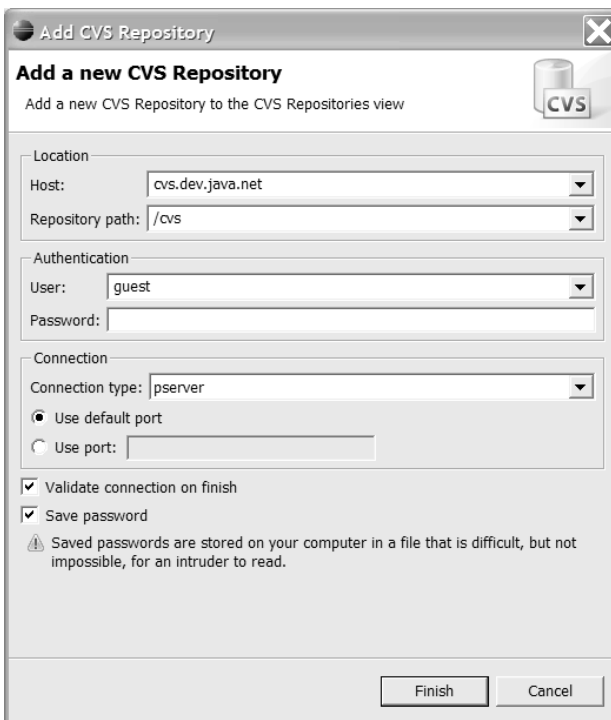 Add CVS Repository
Add a new CVS Repository
Add a new CVS Repository to the CVS Repositories view
CVS
Location
Host: cvs.dev.java.net
Repository path: /cvs
Authentication
User: guest
Password:
Connection
Connection type: pserver
Use default port
Use port:
Validate connection on finish
Save password
Saved passwords are stored on your computer in a file that is difficult, but not
impossible, for an intruder to read.
Finish Cancel